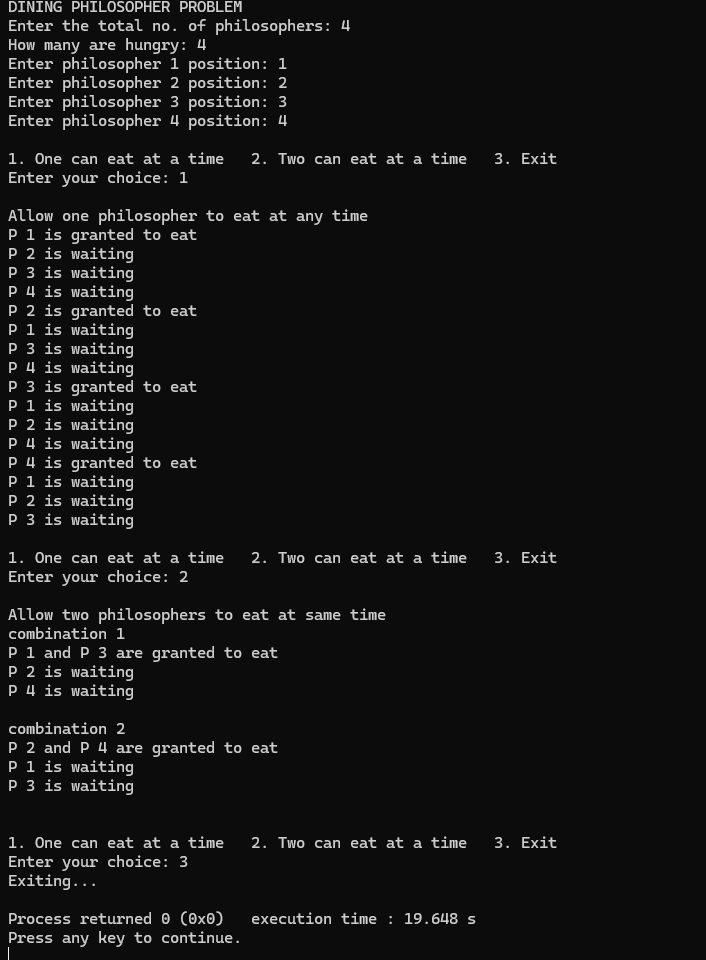 DINING PHILOSOPHER PROBLEM
Enter the total no. of philosophers: 4
How many are hungry: 4
Enter philosopher 1 position: 1
Enter philosopher 2 position: 2
Enter philosopher 3 position: 3
Enter philosopher 4 position: 4
1. One can eat at a time   2. Two can eat at a time   3. Exit
Enter your choice: 1
Allow one philosopher to eat at any time
P 1 is granted to eat
P 2 is waiting
P 3 is waiting
P 4 is waiting
P 2 is granted to eat
P 1 is waiting
P 3 is waiting
P 4 is waiting
P 3 is granted to eat
P 1 is waiting
P 2 is waiting
P 4 is waiting
P 4 is granted to eat
P 1 is waiting
P 2 is waiting
P 3 is waiting
1. One can eat at a time   2. Two can eat at a time   3. Exit
Enter your choice: 2
Allow two philosophers to eat at same time
combination 1
P 1 and P 3 are granted to eat
P 2 is waiting
P 4 is waiting
combination 2
P 2 and P 4 are granted to eat
P 1 is waiting
P 3 is waiting
1. One can eat at a time   2. Two can eat at a time   3. Exit
Enter your choice: 3
Exiting...
Process returned 0 (0x0)   execution time : 19.648 s
Press any key to continue.